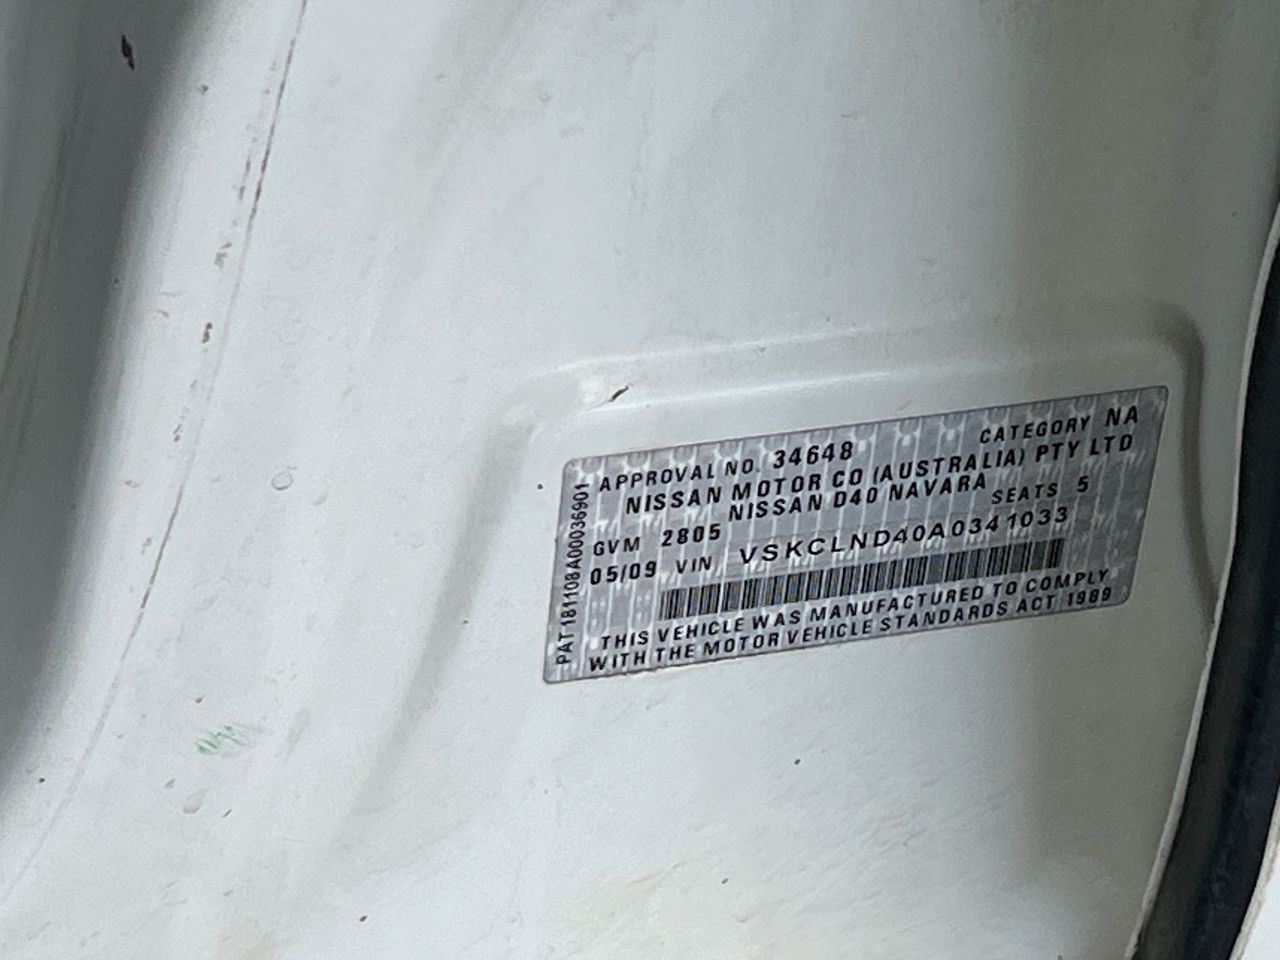 APPROVAL NO. 34648 CATEGORY NA
NISSAN MOTOR CO (AUSTRALIA) PTY LTD
NISSAN D40 NAVARA
GVM 2805 SEATS 5
05/09 VIN VSKCLND40A0341033
THIS VEHICLE WAS MANUFACTURED TO COMPLY
WITH THE MOTOR VEHICLE STANDARDS ACT 1989
PAT 181108A00036901